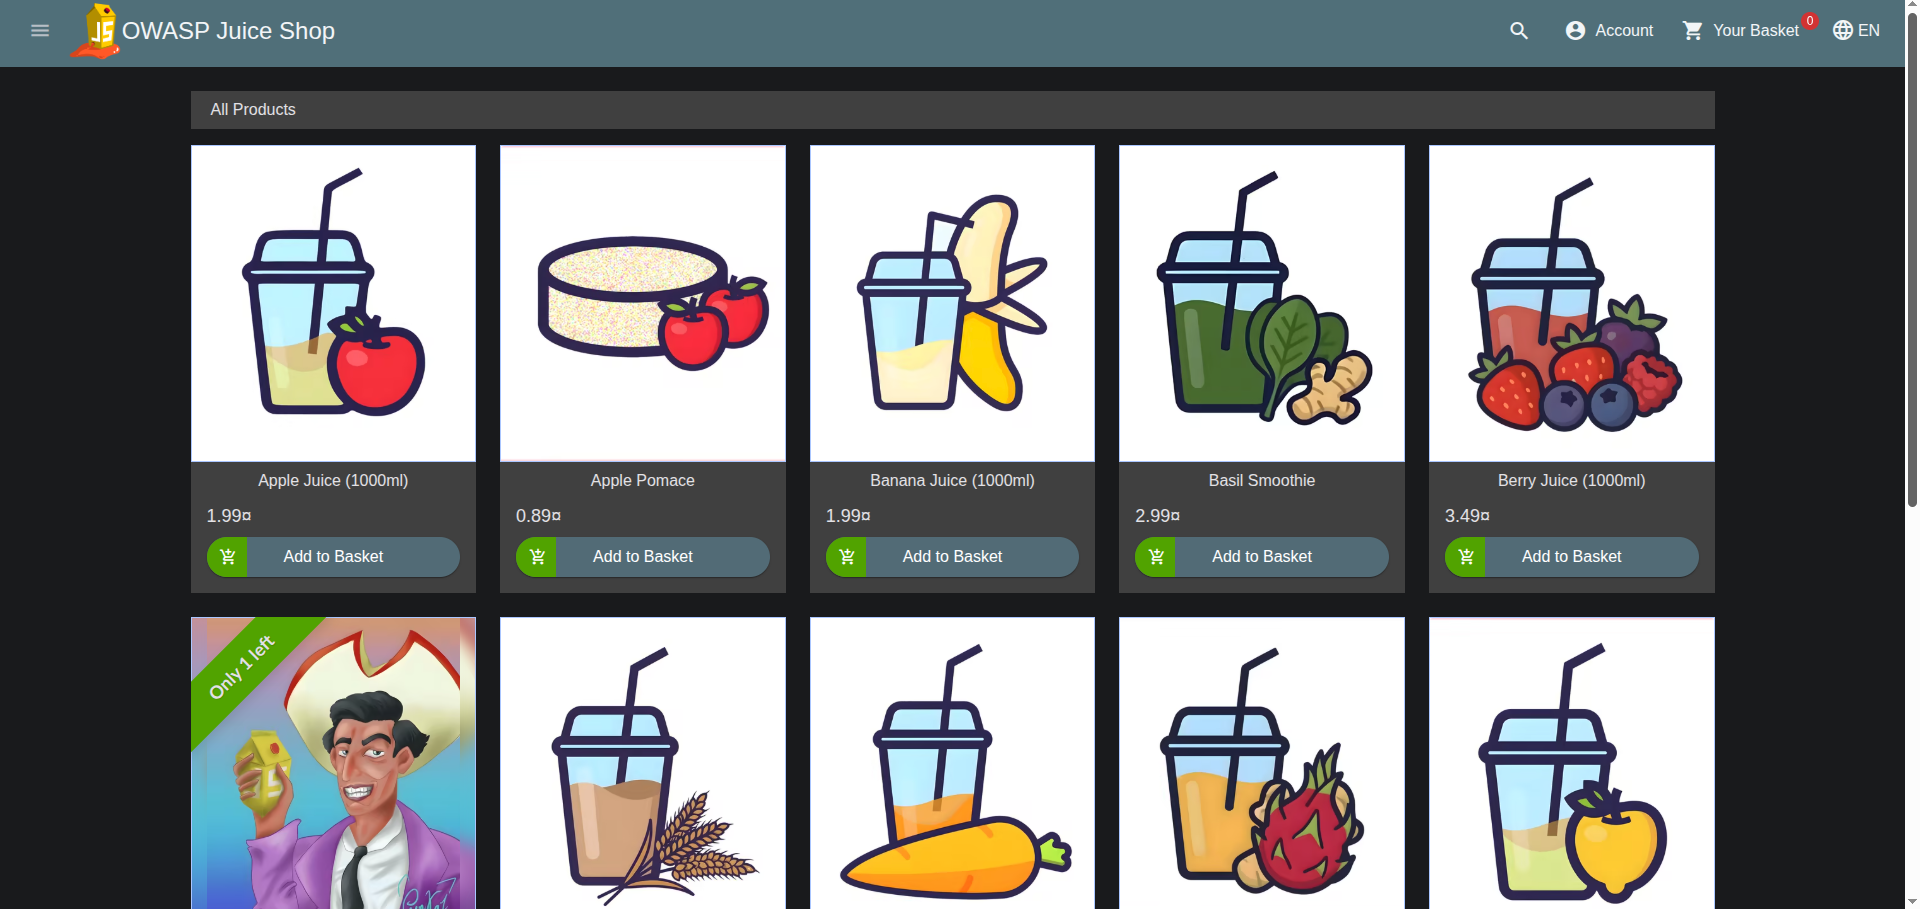 OWASP Juice Shop
Account
Your Basket
0
EN
All Products
Apple Juice (1000ml)
1.99¤
Add to Basket
Apple Pomace
0.89¤
Add to Basket
Banana Juice (1000ml)
1.99¤
Add to Basket
Basil Smoothie
2.99¤
Add to Basket
Berry Juice (1000ml)
3.49¤
Add to Basket
Only 1 left